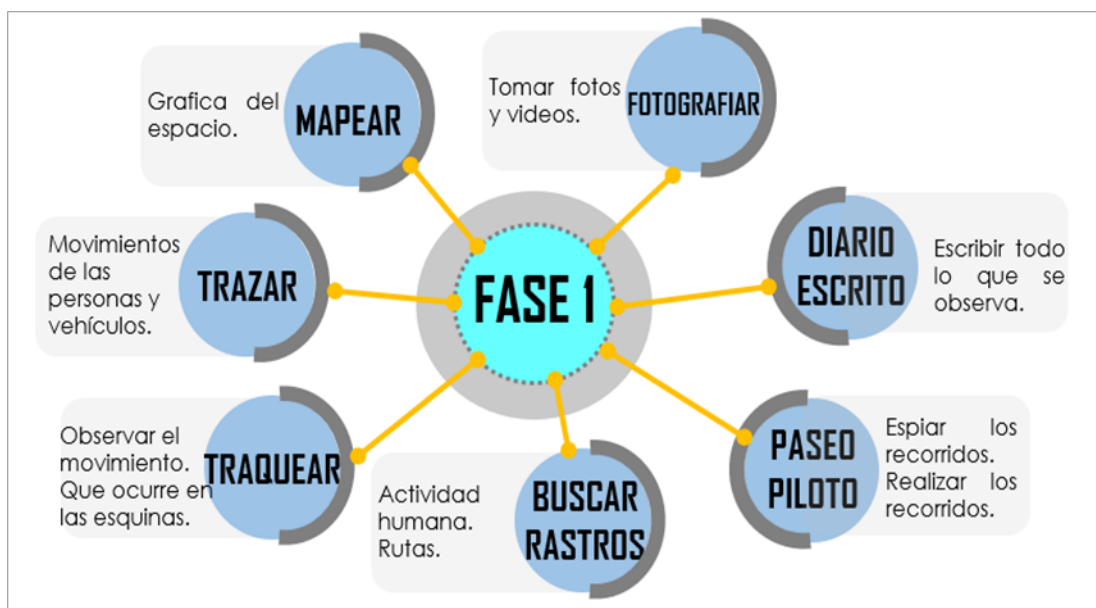 Grafica del
espacio.
MAPEAR
Tomar fotos
y videos.
FOTOGRAFIAR
Movimientos
de las
personas y
vehículos.
TRAZAR
FASE 1
DIARIO
ESCRITO
Escribir todo
lo que se
observa.
Observar el
movimiento.
Que ocurre en
las esquinas.
TRAQUEAR
Actividad
humana.
Rutas.
BUSCAR
RASTROS
PASEO
PILOTO
Espiar los
recorridos.
Realizar los
recorridos.